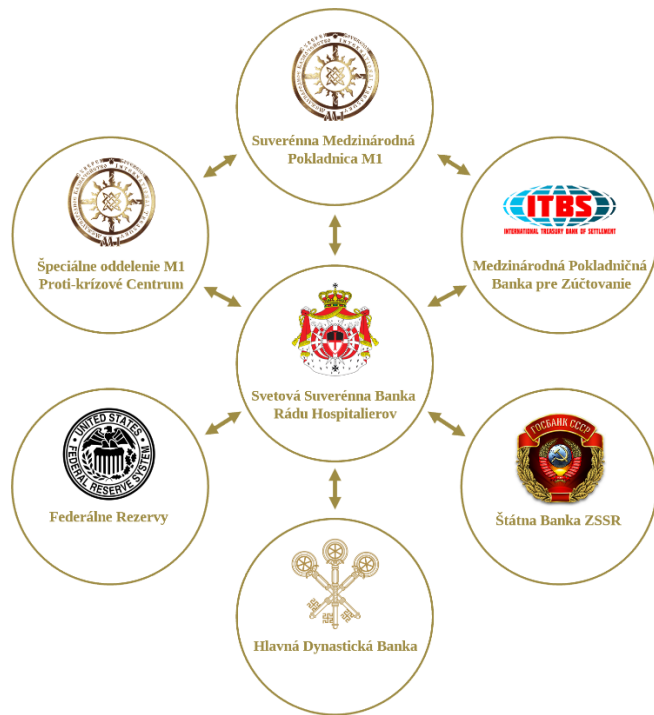 M1
Suverénna Medzinárodná
Pokladnica M1
M1
Špeciálne oddelenie M1
Proti-krízové Centrum
ITBS
INTERNATIONAL TREASURY BANK OF SETTLEMENT
Medzinárodná Pokladničná
Banka pre Zúčtovanie
Svetová Suverénna Banka
Rádu Hospitalierov
UNITED STATES
FEDERAL RESERVE SYSTEM
Federálne Rezervy
ГОСБАНК СССР
Štátna Banka ZSSR
Hlavná Dynastická Banka